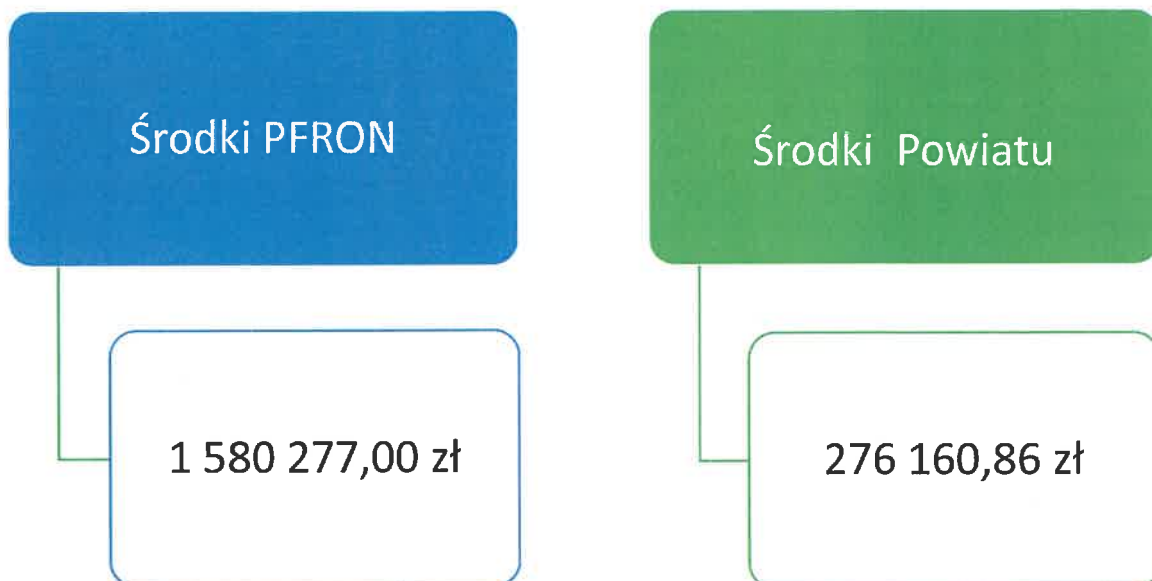 Środki PFRON
Środki Powiatu
1 580 277,00 zł
276 160,86 zł